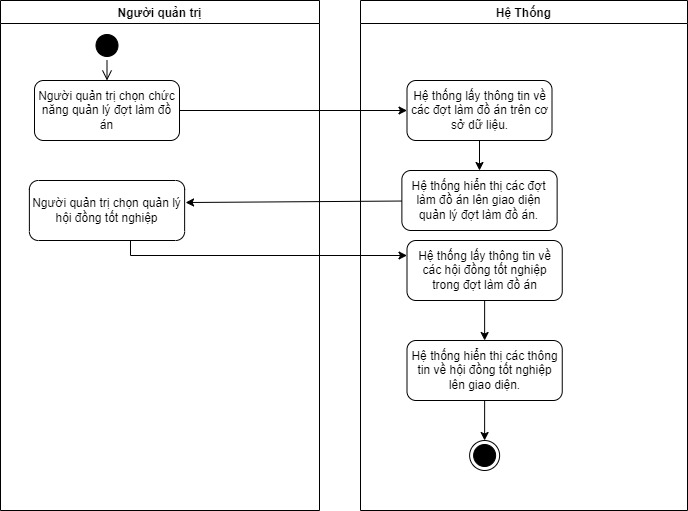 Người quản trị
Hệ Thống
Người quản trị chọn chức
năng quản lý đợt làm đồ
án
Hệ thống lấy thông tin về
các đợt làm đồ án trên cơ
sở dữ liệu.
Hệ thống hiển thị các đợt
làm đồ án lên giao diện
quản lý đợt làm đồ án.
Người quản trị chọn quản lý
hội đồng tốt nghiệp
Hệ thống lấy thông tin về
các hội đồng tốt nghiệp
trong đợt làm đồ án
Hệ thống hiển thị các thông
tin về hội đồng tốt nghiệp
lên giao diện.